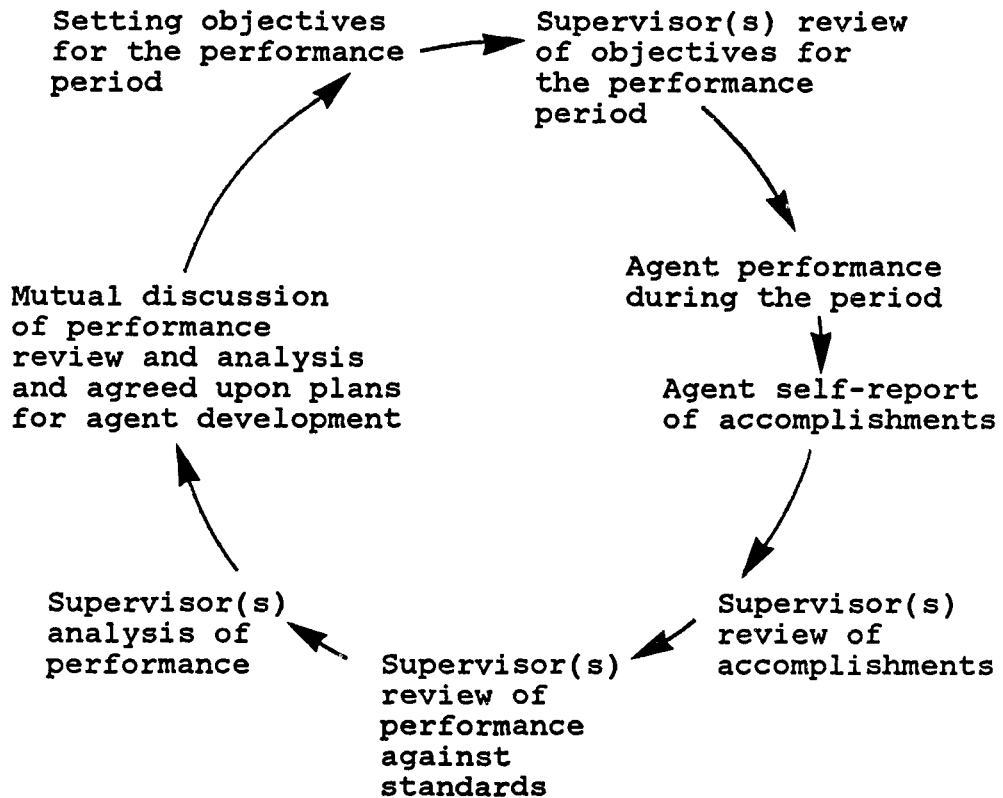 Setting objectives
for the performance
period
Supervisor(s) review
of objectives for
the performance
period
Agent performance
during the period
Agent self-report
of accomplishments
Supervisor(s)
review of
accomplishments
Supervisor(s)
review of
performance
against
standards
Supervisor(s)
analysis of
performance
Mutual discussion
of performance
review and analysis
and agreed upon plans
for agent development